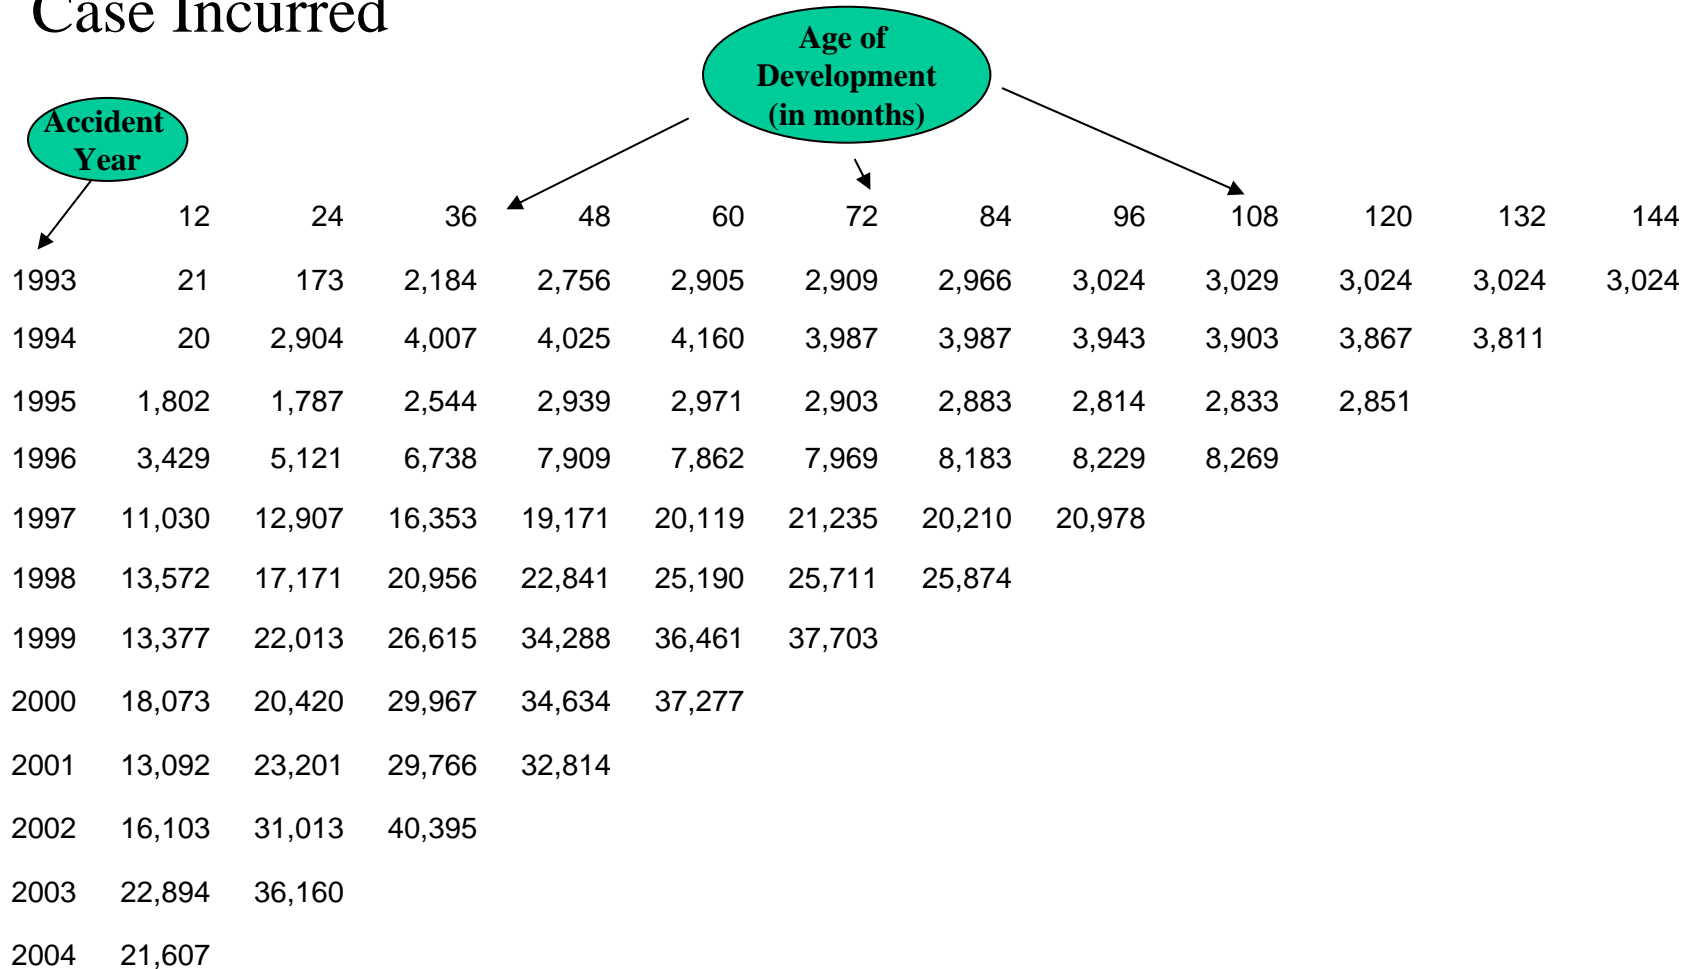 Case Incurred
Age of
Development
(in months)
Accident
Year
12 24 36 48 60 72 84 96 108 120 132 144
1993 21 173 2,184 2,756 2,905 2,909 2,966 3,024 3,029 3,024 3,024 3,024
1994 20 2,904 4,007 4,025 4,160 3,987 3,987 3,943 3,903 3,867 3,811
1995 1,802 1,787 2,544 2,939 2,971 2,903 2,883 2,814 2,833 2,851
1996 3,429 5,121 6,738 7,909 7,862 7,969 8,183 8,229 8,269
1997 11,030 12,907 16,353 19,171 20,119 21,235 20,210 20,978
1998 13,572 17,171 20,956 22,841 25,190 25,711 25,874
1999 13,377 22,013 26,615 34,288 36,461 37,703
2000 18,073 20,420 29,967 34,634 37,277
2001 13,092 23,201 29,766 32,814
2002 16,103 31,013 40,395
2003 22,894 36,160
2004 21,607